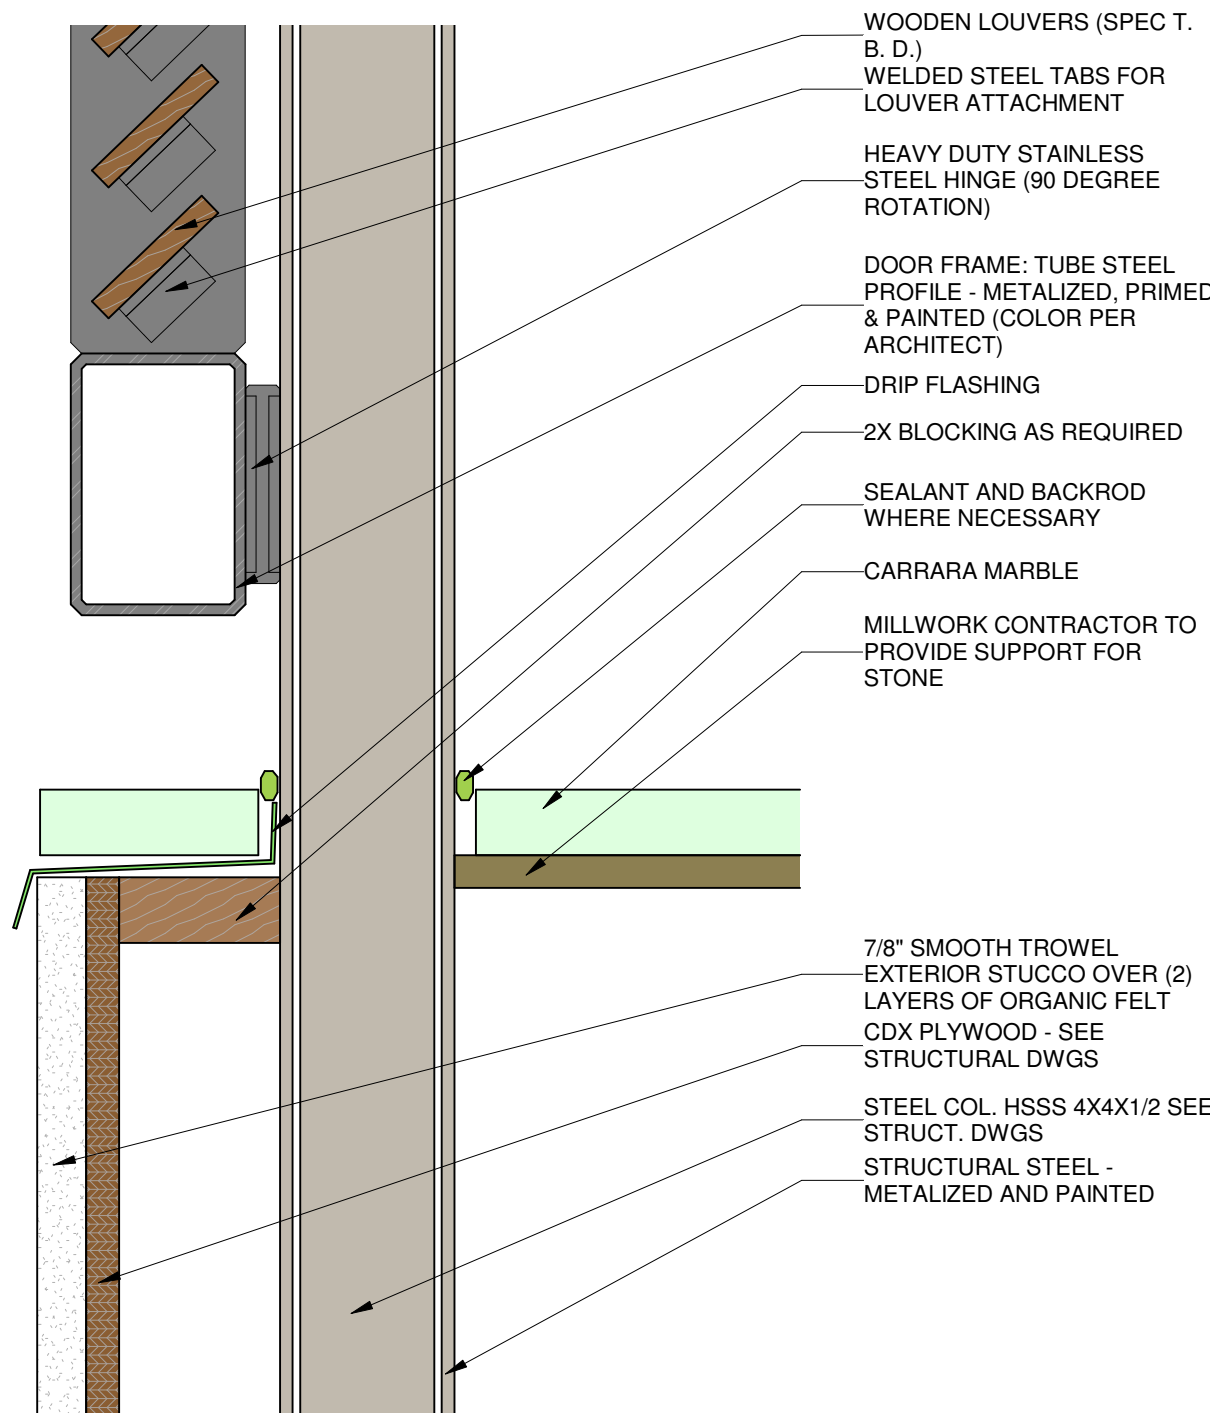 WOODEN LOUVERS (SPEC T.
B. D.)
WELDED STEEL TABS FOR
LOUVER ATTACHMENT
HEAVY DUTY STAINLESS
STEEL HINGE (90 DEGREE
ROTATION)
DOOR FRAME: TUBE STEEL
PROFILE - METALIZED, PRIMED
& PAINTED (COLOR PER
ARCHITECT)
DRIP FLASHING
2X BLOCKING AS REQUIRED
SEALANT AND BACKROD
WHERE NECESSARY
CARRARA MARBLE
MILLWORK CONTRACTOR TO
PROVIDE SUPPORT FOR
STONE
7/8" SMOOTH TROWEL
EXTERIOR STUCCO OVER (2)
LAYERS OF ORGANIC FELT
CDX PLYWOOD - SEE
STRUCTURAL DWGS
STEEL COL. HSSS 4X4X1/2 SEE
STRUCT. DWGS
STRUCTURAL STEEL -
METALIZED AND PAINTED